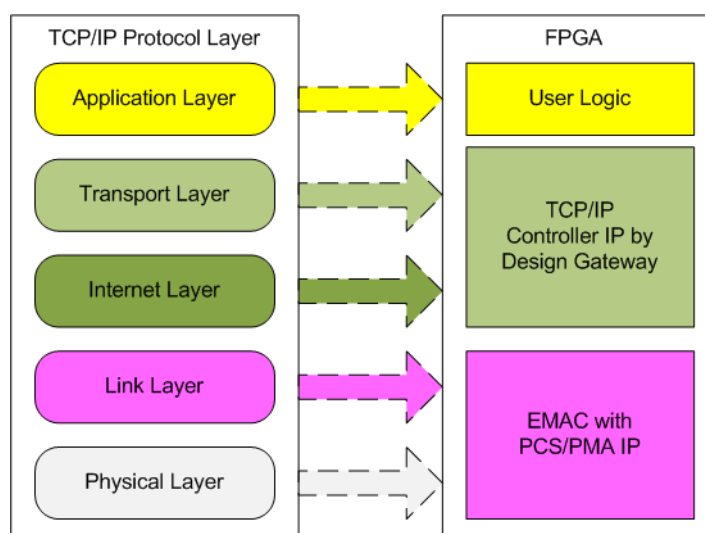 TCP/IP Protocol Layer
Application Layer
Transport Layer
Internet Layer
Link Layer
Physical Layer
FPGA
User Logic
TCP/IP
Controller IP by
Design Gateway
EMAC with
PCS/PMA IP